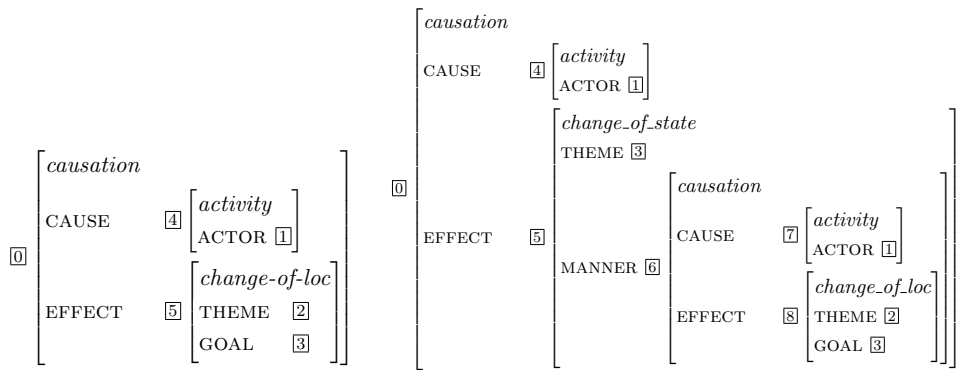 0 causation
CAUSE 4 activity
ACTOR 1
EFFECT 5 change-of-loc
THEME 2
GOAL 3
0 causation
CAUSE 4 activity
ACTOR 1
EFFECT 5 change_of_state
THEME 3
MANNER 6 causation
CAUSE 7 activity
ACTOR 1
EFFECT 8 change_of_loc
THEME 2
GOAL 3